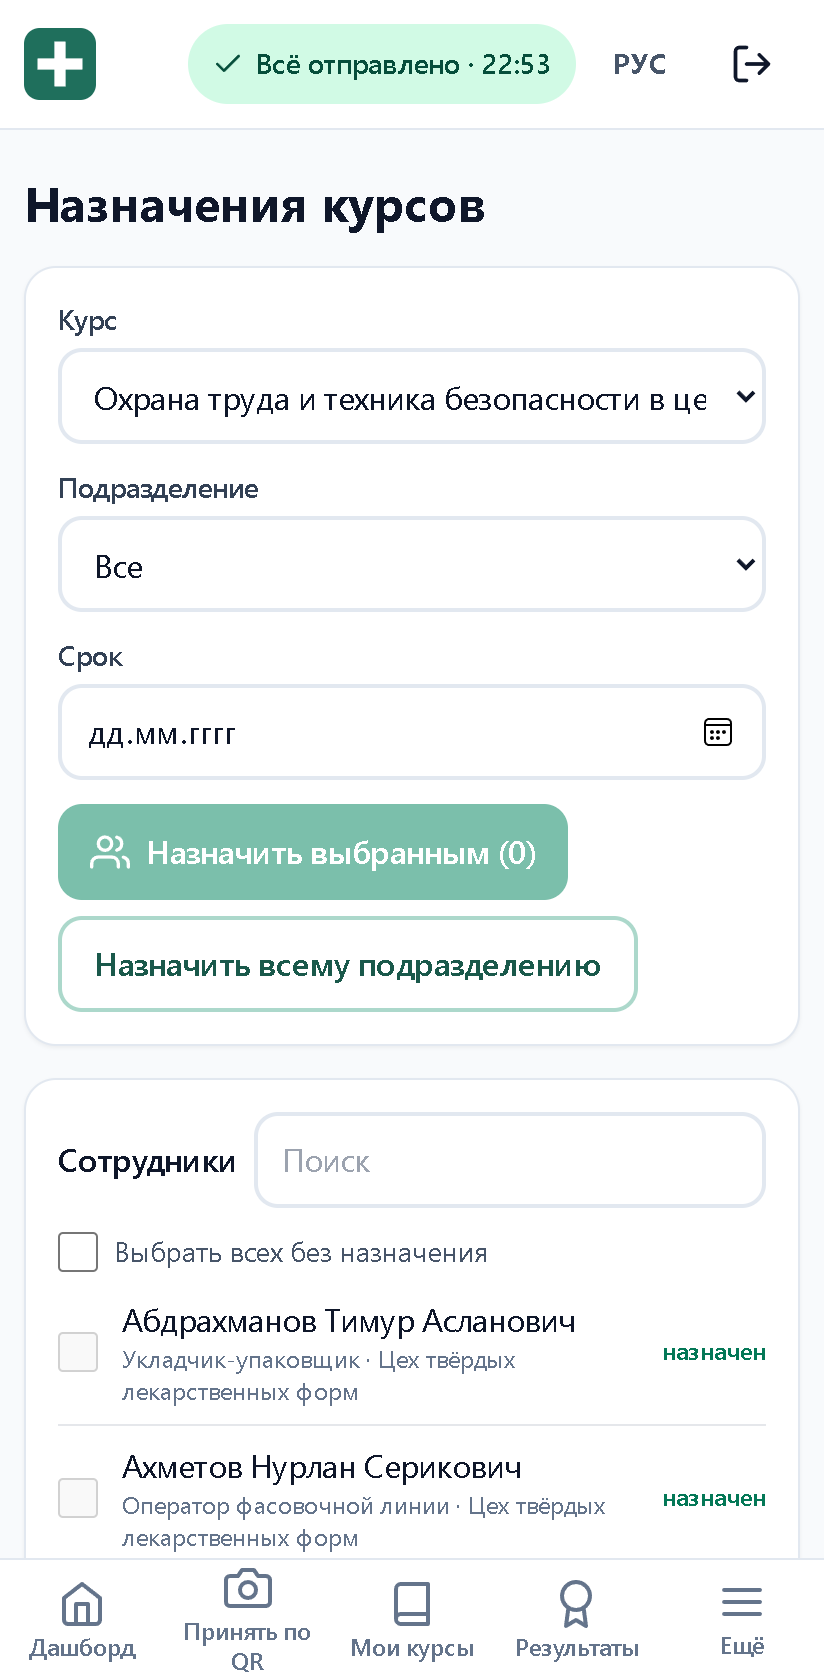 Всё отправлено · 22:53
РУС
Назначения курсов
Курс
Охрана труда и техника безопасности в це
Подразделение
Все
Срок
дд.мм.гггг
Назначить выбранным (0)
Назначить всему подразделению
Сотрудники
Поиск
Выбрать всех без назначения
Абдрахманов Тимур Асланович
Укладчик-упаковщик · Цех твёрдых
лекарственных форм
назначен
Ахметов Нурлан Серикович
Оператор фасовочной линии · Цех твёрдых
лекарственных форм
назначен
Дашборд
Принять по
QR
Мои курсы
Результаты
Ещё